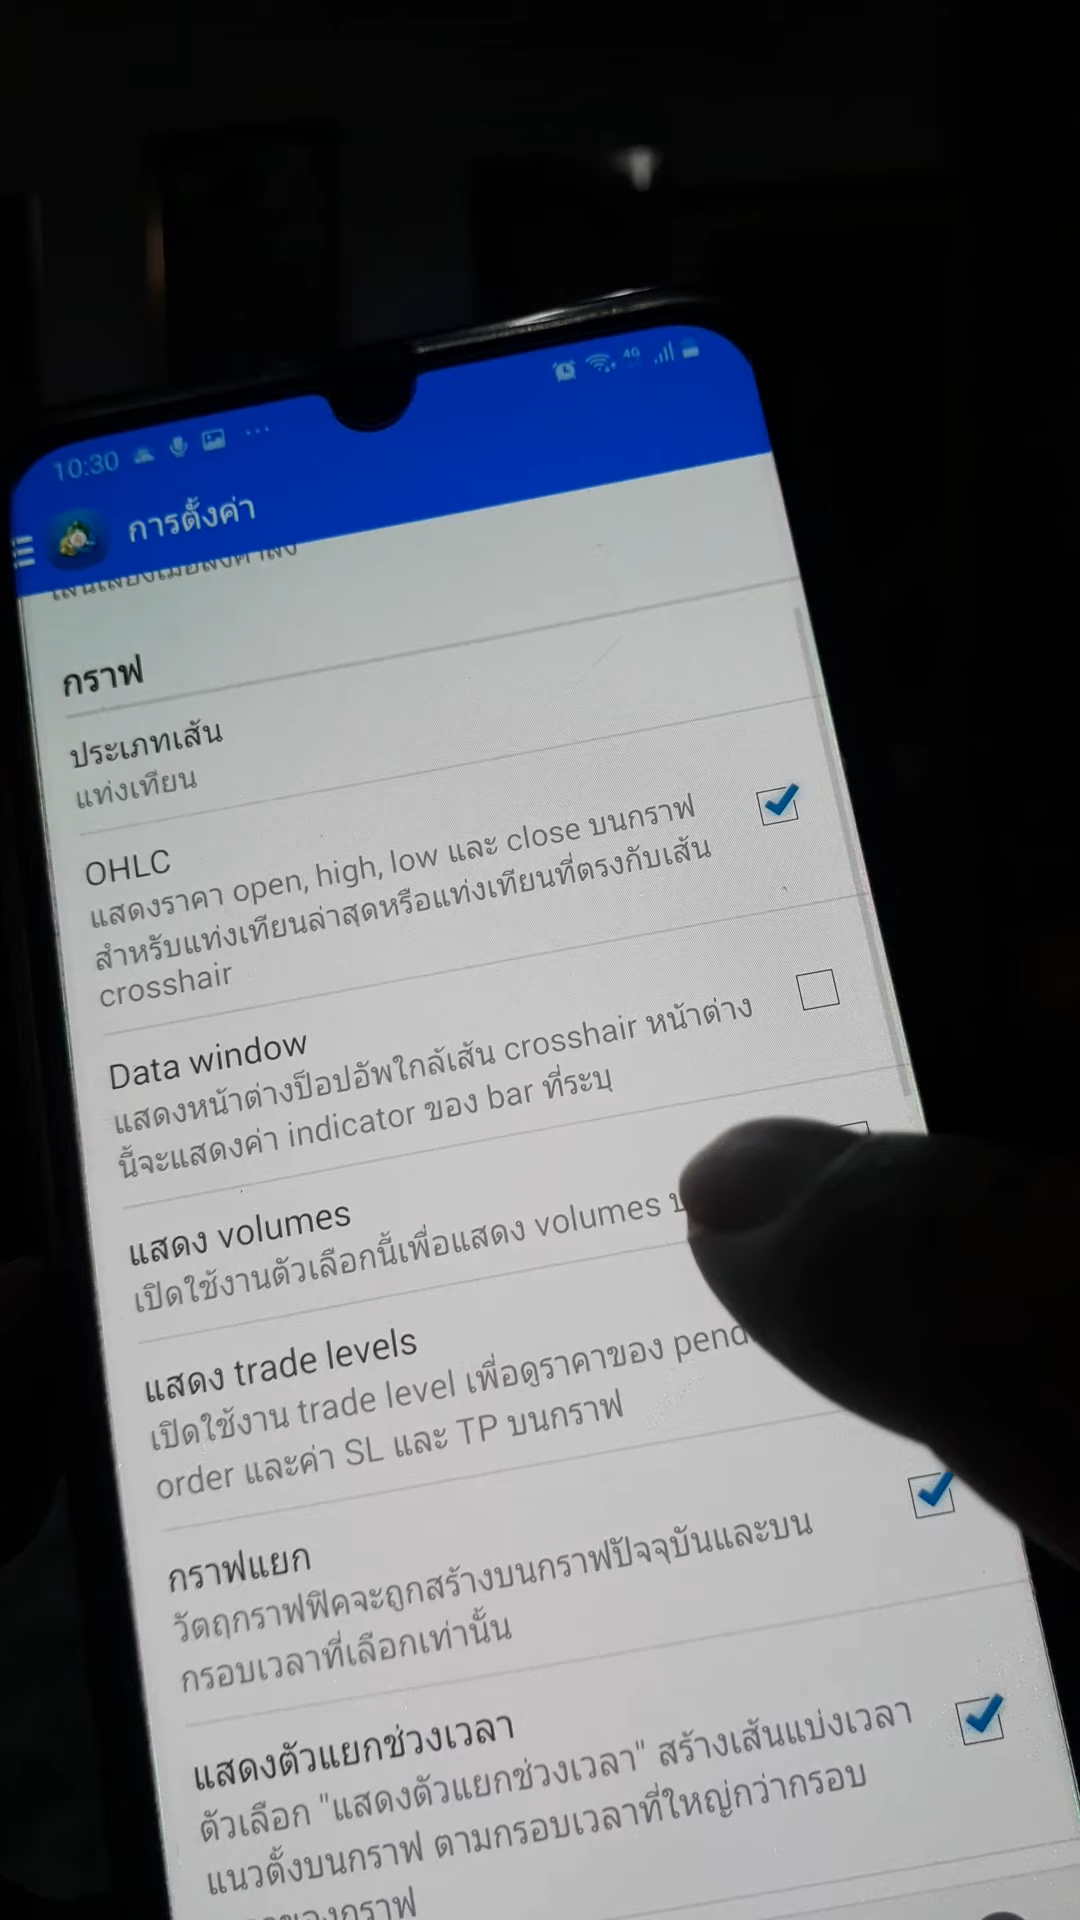 10:30
4G
การตั้งค่า
กราฟ
ประเภทเส้น
แท่งเทียน
OHLC
แสดงราคา open, high, low และ close บนกราฟ
สำหรับแท่งเทียนล่าสุดหรือแท่งเทียนที่ตรงกับเส้น
crosshair
Data window
แสดงหน้าต่างป็อปอัพใกล้เส้น crosshair หน้าต่าง
นี้จะแสดงค่า indicator ของ bar ที่ระบุ
แสดง volumes
เปิดใช้งานตัวเลือกนี้เพื่อแสดง volumes
แสดง trade levels
เปิดใช้งาน trade level เพื่อดูราคาของ
order และค่า SL และ TP บนกราฟ
กราฟแยก
วัตถุกราฟฟิคจะถูกสร้างบนกราฟปัจจุบันและบน
กรอบเวลาที่เลือกเท่านั้น
แสดงตัวแยกช่วงเวลา
ตัวเลือก "แสดงตัวแยกช่วงเวลา" สร้างเส้นแบ่งเวลา
แนวตั้งบนกราฟ ตามกรอบเวลาที่ใหญ่กว่ากรอบ
ของกราฟ